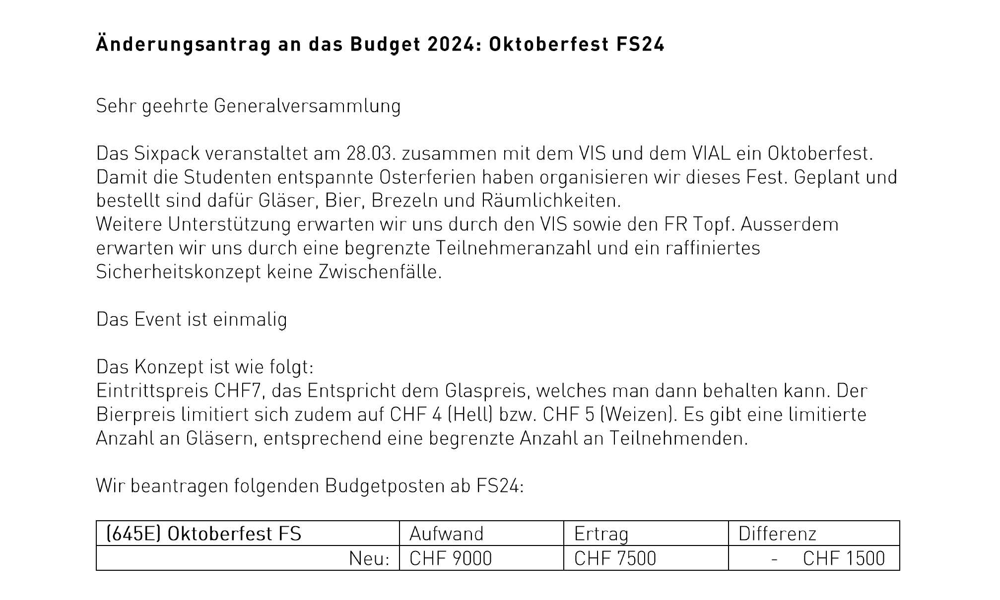 Änderungsantrag an das Budget 2024: Oktoberfest FS24
Sehr geehrte Generalversammlung
Das Sixpack veranstaltet am 28.03. zusammen mit dem VIS und dem VIAL ein Oktoberfest.
Damit die Studenten entspannte Osterferien haben organisieren wir dieses Fest. Geplant und
bestellt sind dafür Gläser, Bier, Brezeln und Räumlichkeiten.
Weitere Unterstützung erwarten wir uns durch den VIS sowie den FR Topf. Ausserdem
erwarten wir uns durch eine begrenzte Teilnehmeranzahl und ein raffiniertes
Sicherheitskonzept keine Zwischenfälle.
Das Event ist einmalig
Das Konzept ist wie folgt:
Eintrittspreis CHF7, das Entspricht dem Glaspreis, welches man dann behalten kann. Der
Bierpreis limitiert sich zudem auf CHF 4 (Hell) bzw. CHF 5 (Weizen). Es gibt eine limitierte
Anzahl an Gläsern, entsprechend eine begrenzte Anzahl an Teilnehmenden.
Wir beantragen folgenden Budgetposten ab FS24:
(645E) Oktoberfest FS Aufwand Ertrag Differenz
Neu: CHF 9000 CHF 7500 - CHF 1500